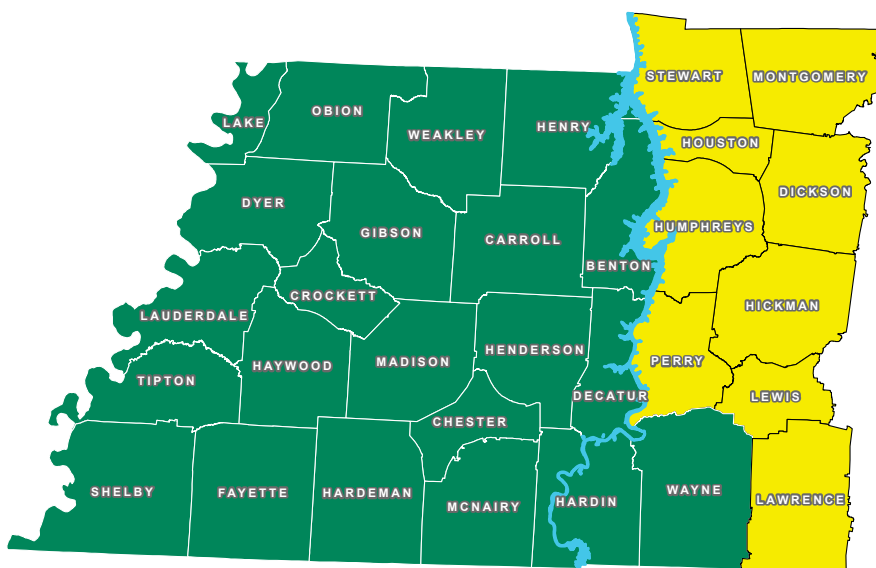 STEWART
MONTGOMERY
OBION
LAKE
HENRY
WEAKLEY
HOUSTON
DICKSON
DYER
HUMPHREYS
GIBSON
CARROLL
BENTON
CROCKETT
HICKMAN
LAUDERDALE
HENDERSON
PERRY
MADISON
HAYWOOD
TIPTON
DECATUR
LEWIS
CHESTER
WAYNE
SHELBY
FAYETTE
HARDEMAN
LAWRENCE
HARDIN
MCNAIRY